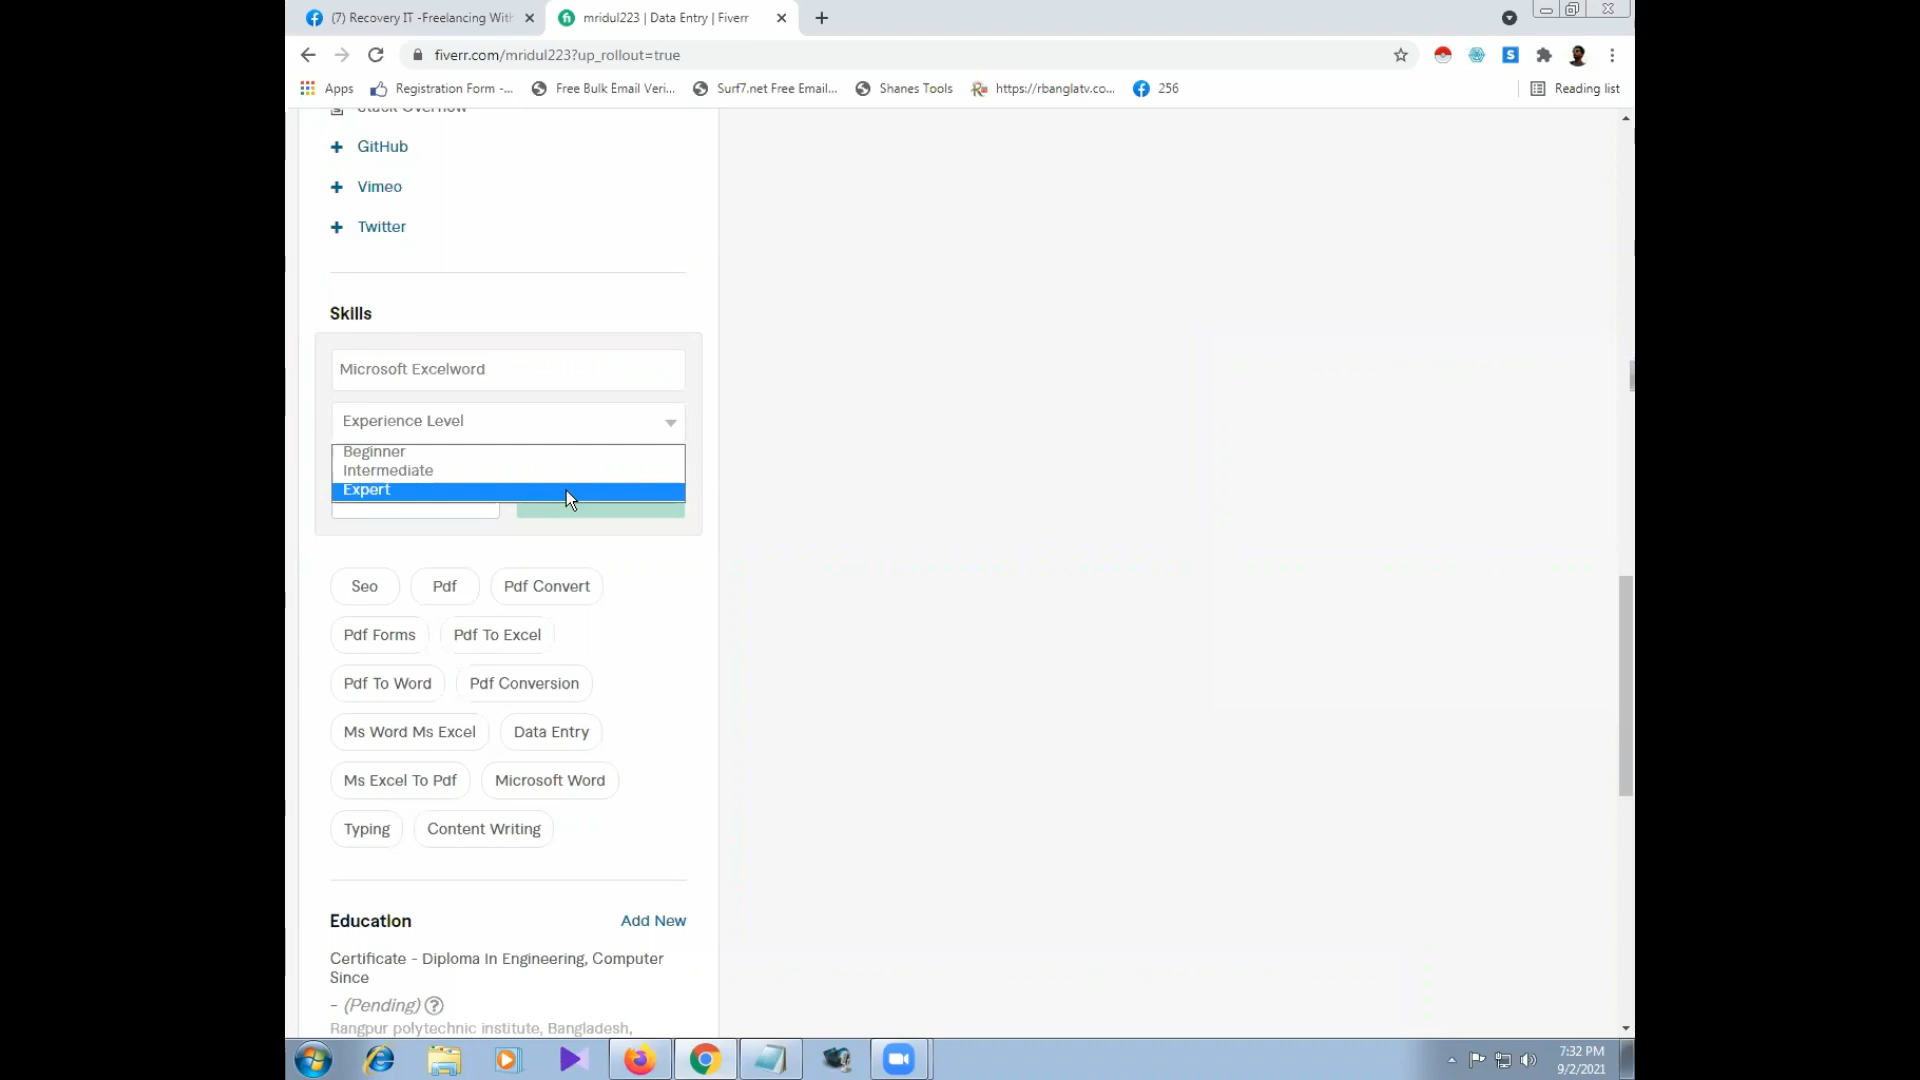 (7) Recovery IT -Freelancing With
mridul223 | Data Entry | Fiverr
fiverr.com/mridul223?up_rollout=true
Apps
Registration Form -...
Free Bulk Email Veri...
Surf7.net Free Email...
Shanes Tools
https://rbanglatv.co...
256
Reading list
Stack Overflow
GitHub
Vimeo
Twitter
Skills
Microsoft Excelword
Experience Level
Beginner
Intermediate
Expert
Seo Pdf Pdf Convert
Pdf Forms Pdf To Excel
Pdf To Word Pdf Conversion
Ms Word Ms Excel Data Entry
Ms Excel To Pdf Microsoft Word
Typing Content Writing
Education Add New
Certificate - Diploma In Engineering, Computer
Since
- (Pending) ?
Rangpur polytechnic institute, Bangladesh,
7:32 PM
9/2/2021